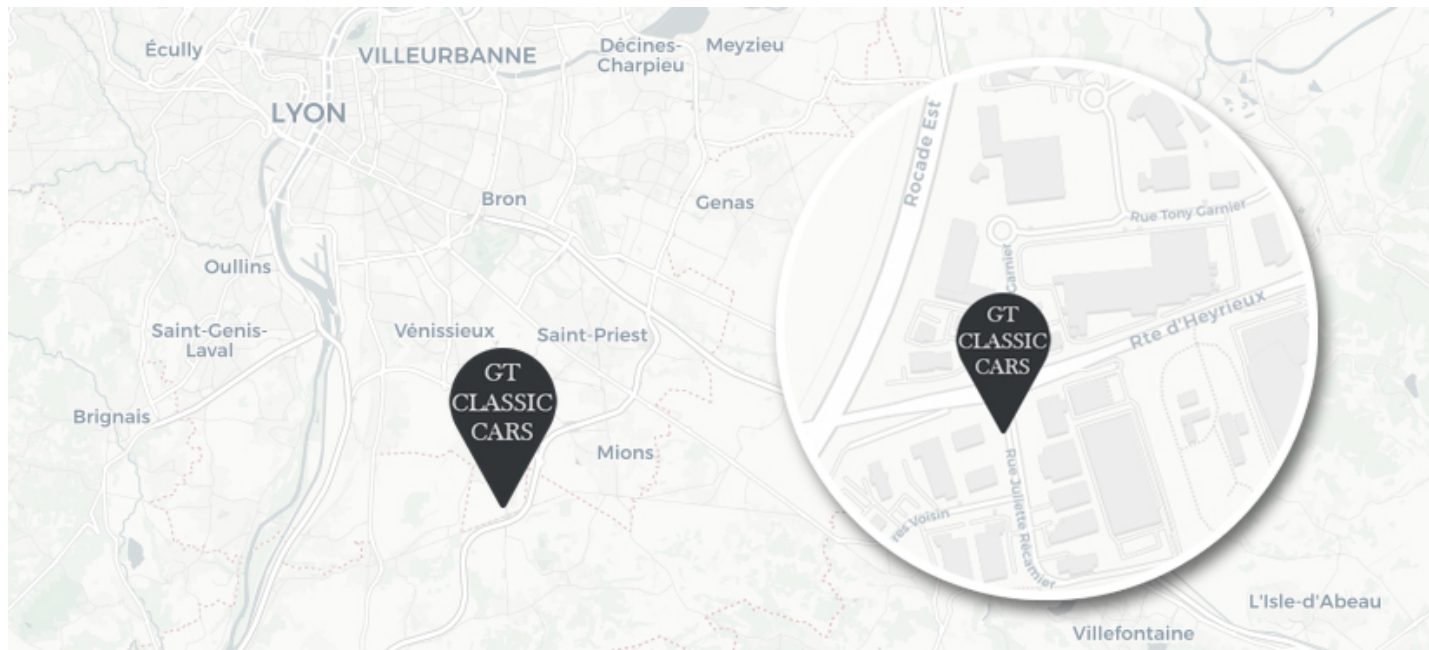 Écully
VILLEURBANNE
Décines-
Charpieu
Meyzieu
LYON
Bron
Genas
Oullins
Saint-Genis-
Laval
Vénissieux
Saint-Priest
GT
CLASSIC
CARS
Brignais
Mions
Rocade Est
Rue Tony Garnier
Garnier
GT
CLASSIC
CARS
Rte d'Heyrieux
Rue Juliette Récamier
res Voisin
L'Isle-d'Abeau
Villefontaine